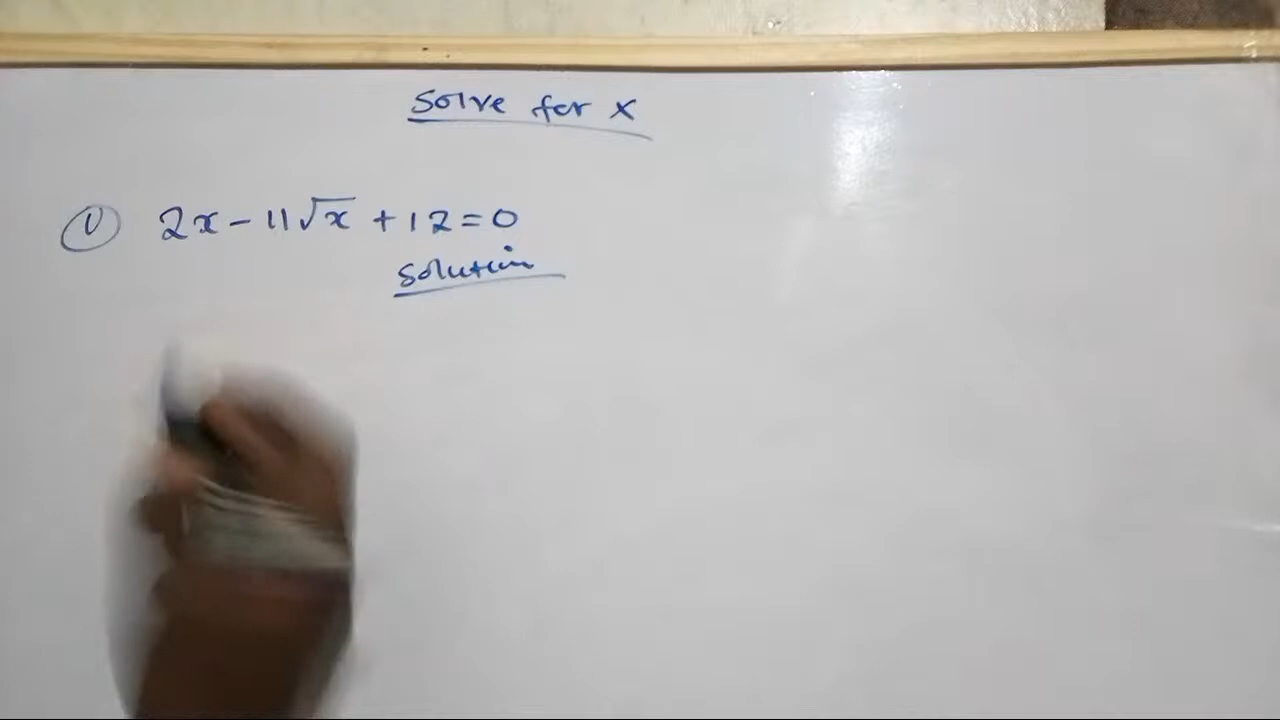 Solve for x
1) 2x - 11√x + 12 = 0
Solution